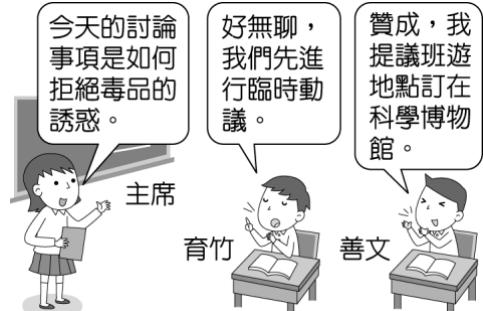 今天的討論
事項是如何
拒絕毒品的
誘惑。
主席
好無聊，
我們先進
行臨時動
議。
育竹
贊成，我
提議班遊
地點訂在
科學博物
館。
善文